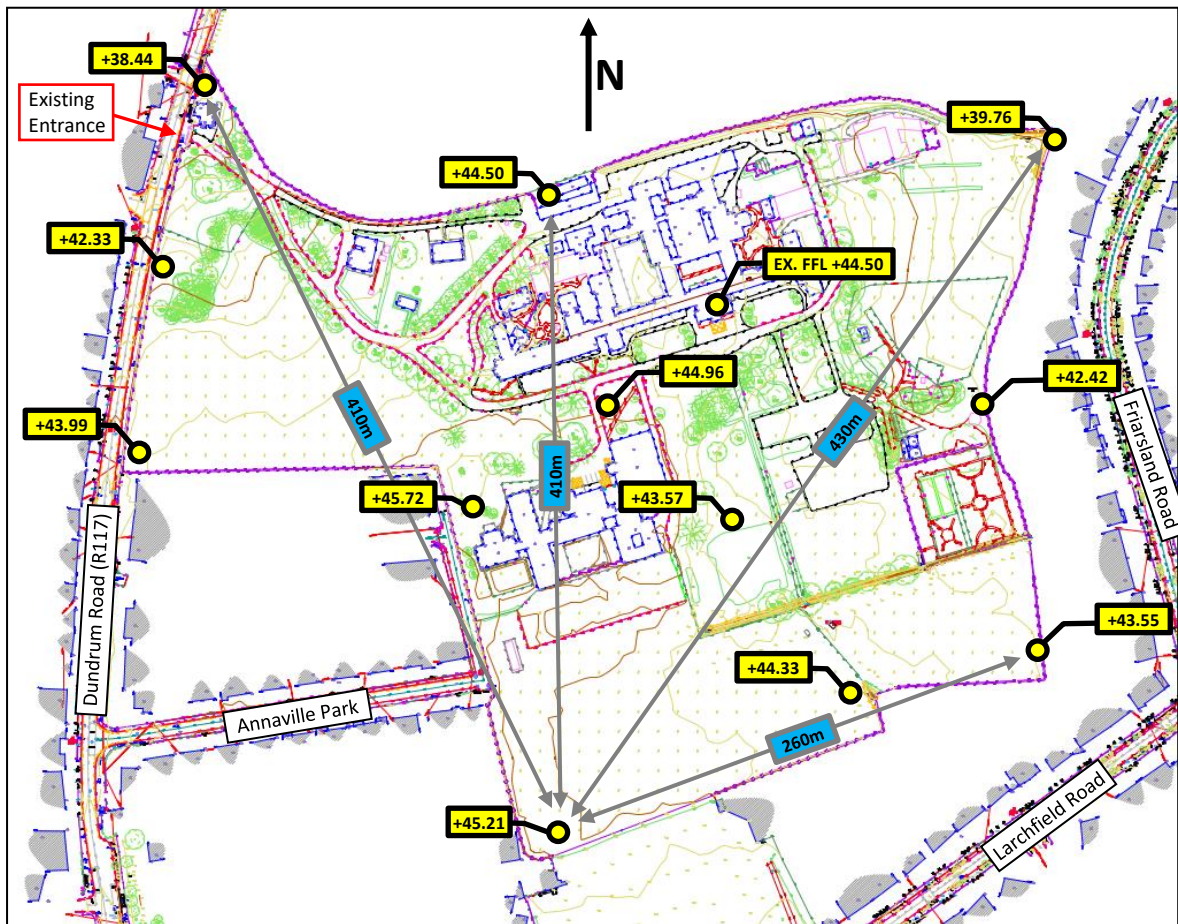 +38.44
Existing
Entrance
N
+39.76
+44.50
+42.33
EX. FFL +44.50
+44.96
+42.42
410m
430m
Friarsland Road
+43.99
410m
+45.72
+43.57
Dundrum Road (R117)
+43.55
+44.33
Annaville Park
260m
+45.21
Larchfield Road